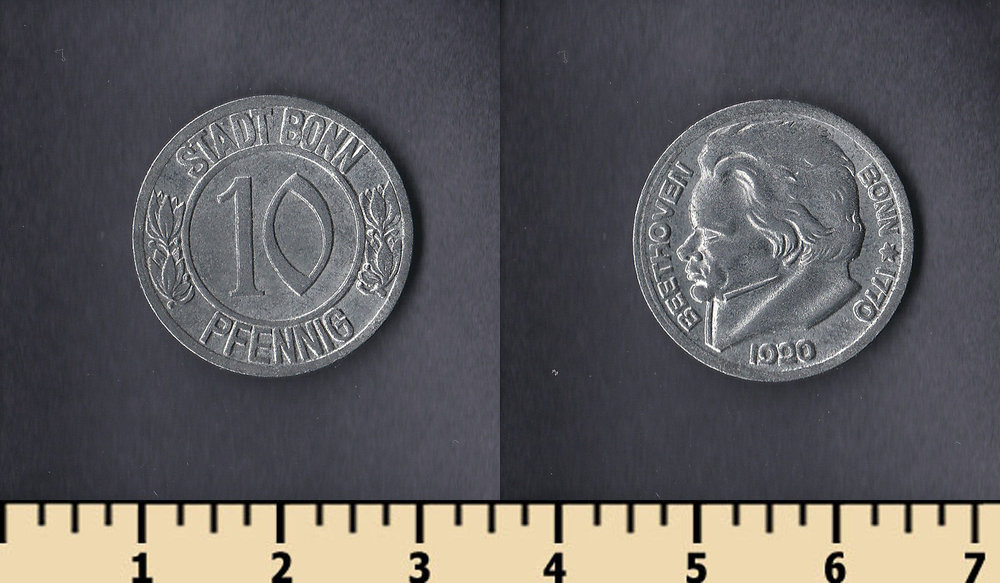 STADT BONN
10
PFENNIG
BEETHOVEN
BONN ★ 1770
1920
1 2 3 4 5 6 7